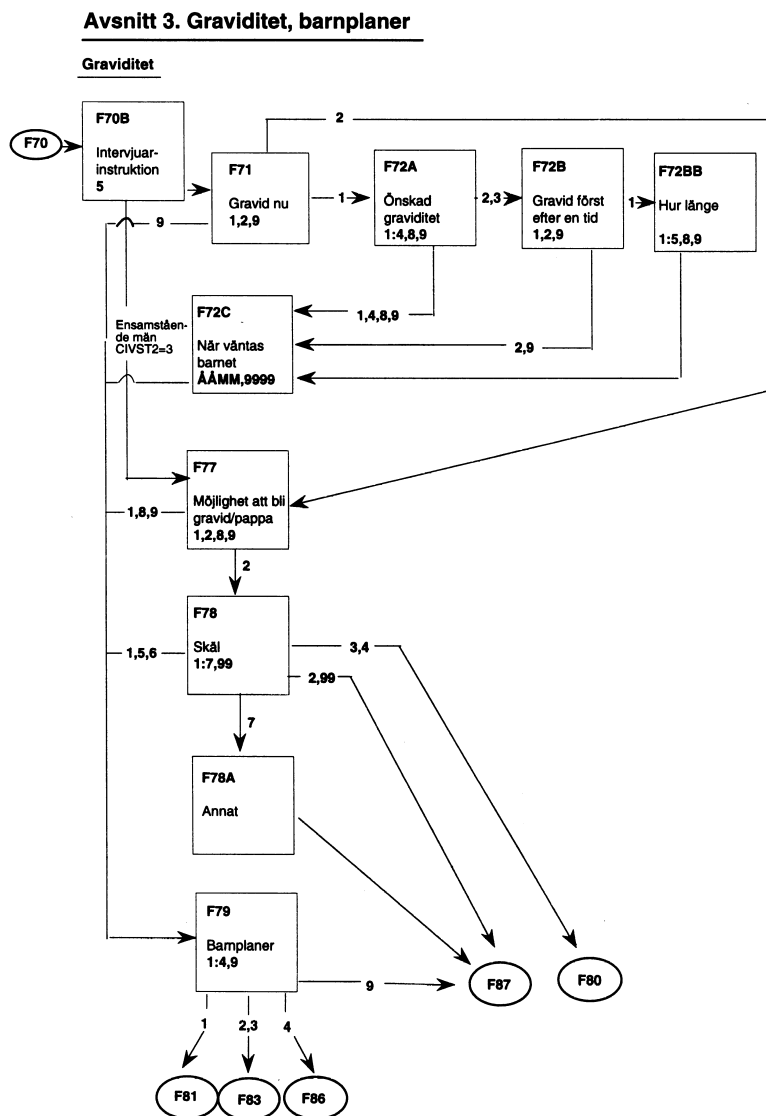 Avsnitt 3. Graviditet, barnplaner
Graviditet
F70
F70B
Intervjuar-
instruktion
5
2
F71
Gravid nu
1,2,9
1
F72A
Önskad
graviditet
1:4,8,9
2,3
F72B
Gravid först
efter en tid
1,2,9
1
F72BB
Hur länge
1:5,8,9
9
Ensamståen-
de män
CIVST2=3
F72C
När väntas
barnet
ÅÅMM,9999
1,4,8,9
2,9
F77
Möjlighet att bli
gravid/pappa
1,2,8,9
1,8,9
2
F78
Skäl
1:7,99
1,5,6
3,4
2,99
7
F78A
Annat
F79
Barnplaner
1:4,9
9
F87
F80
1
2,3
4
F81
F83
F86